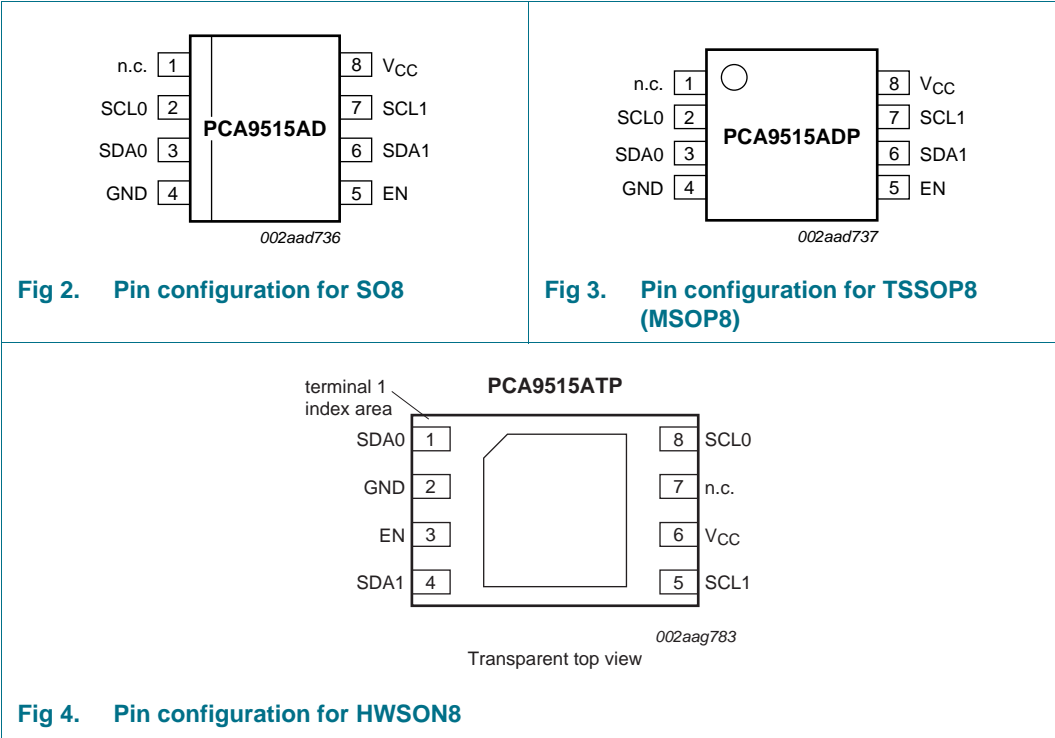 n.c. 1
SCL0 2
SDA0 3
GND 4
PCA9515AD
8 VCC
7 SCL1
6 SDA1
5 EN
002aad736
Fig 2. Pin configuration for SO8
n.c. 1
SCL0 2
SDA0 3
GND 4
PCA9515ADP
8 VCC
7 SCL1
6 SDA1
5 EN
002aad737
Fig 3. Pin configuration for TSSOP8
(MSOP8)
terminal 1
index area
PCA9515ATP
SDA0 1
GND 2
EN 3
SDA1 4
8 SCL0
7 n.c.
6 VCC
5 SCL1
002aag783
Transparent top view
Fig 4. Pin configuration for HWSON8